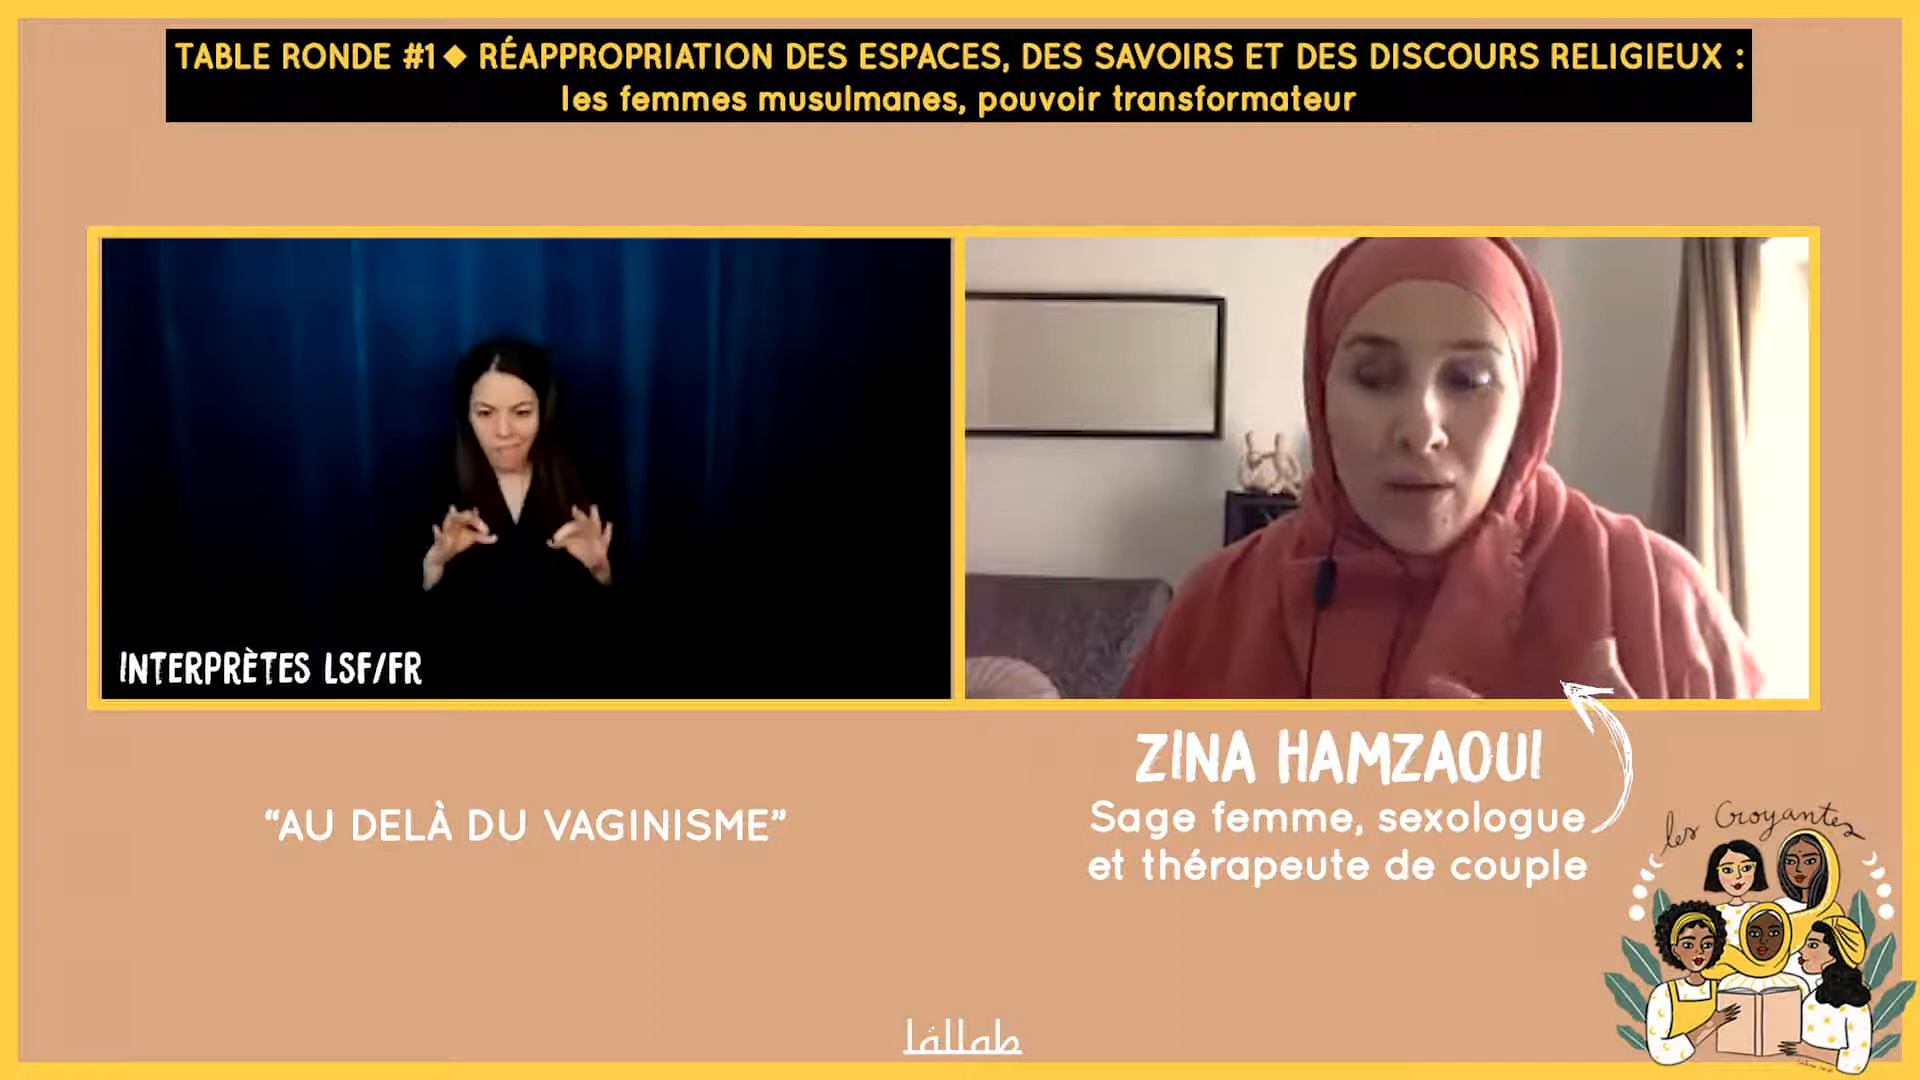 TABLE RONDE #1◆ RÉAPPROPRIATION DES ESPACES, DES SAVOIRS ET DES DISCOURS RELIGIEUX :
les femmes musulmanes, pouvoir transformateur
INTERPRÈTES LSF/FR
ZINA HAMZAOUI
Sage femme, sexologue
et thérapeute de couple
“AU DELÀ DU VAGINISME”
les Croyantes
lallab